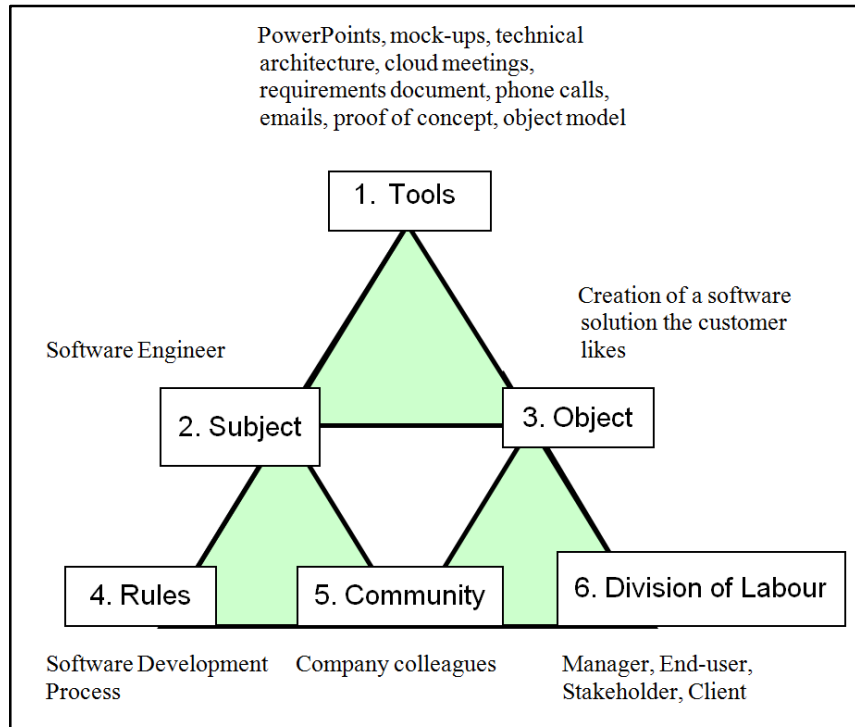 PowerPoints, mock-ups, technical
architecture, cloud meetings,
requirements document, phone calls,
emails, proof of concept, object model
1. Tools
Creation of a software
solution the customer
likes
Software Engineer
2. Subject
3. Object
4. Rules
5. Community
6. Division of Labour
Software Development
Process
Company colleagues
Manager, End-user,
Stakeholder, Client